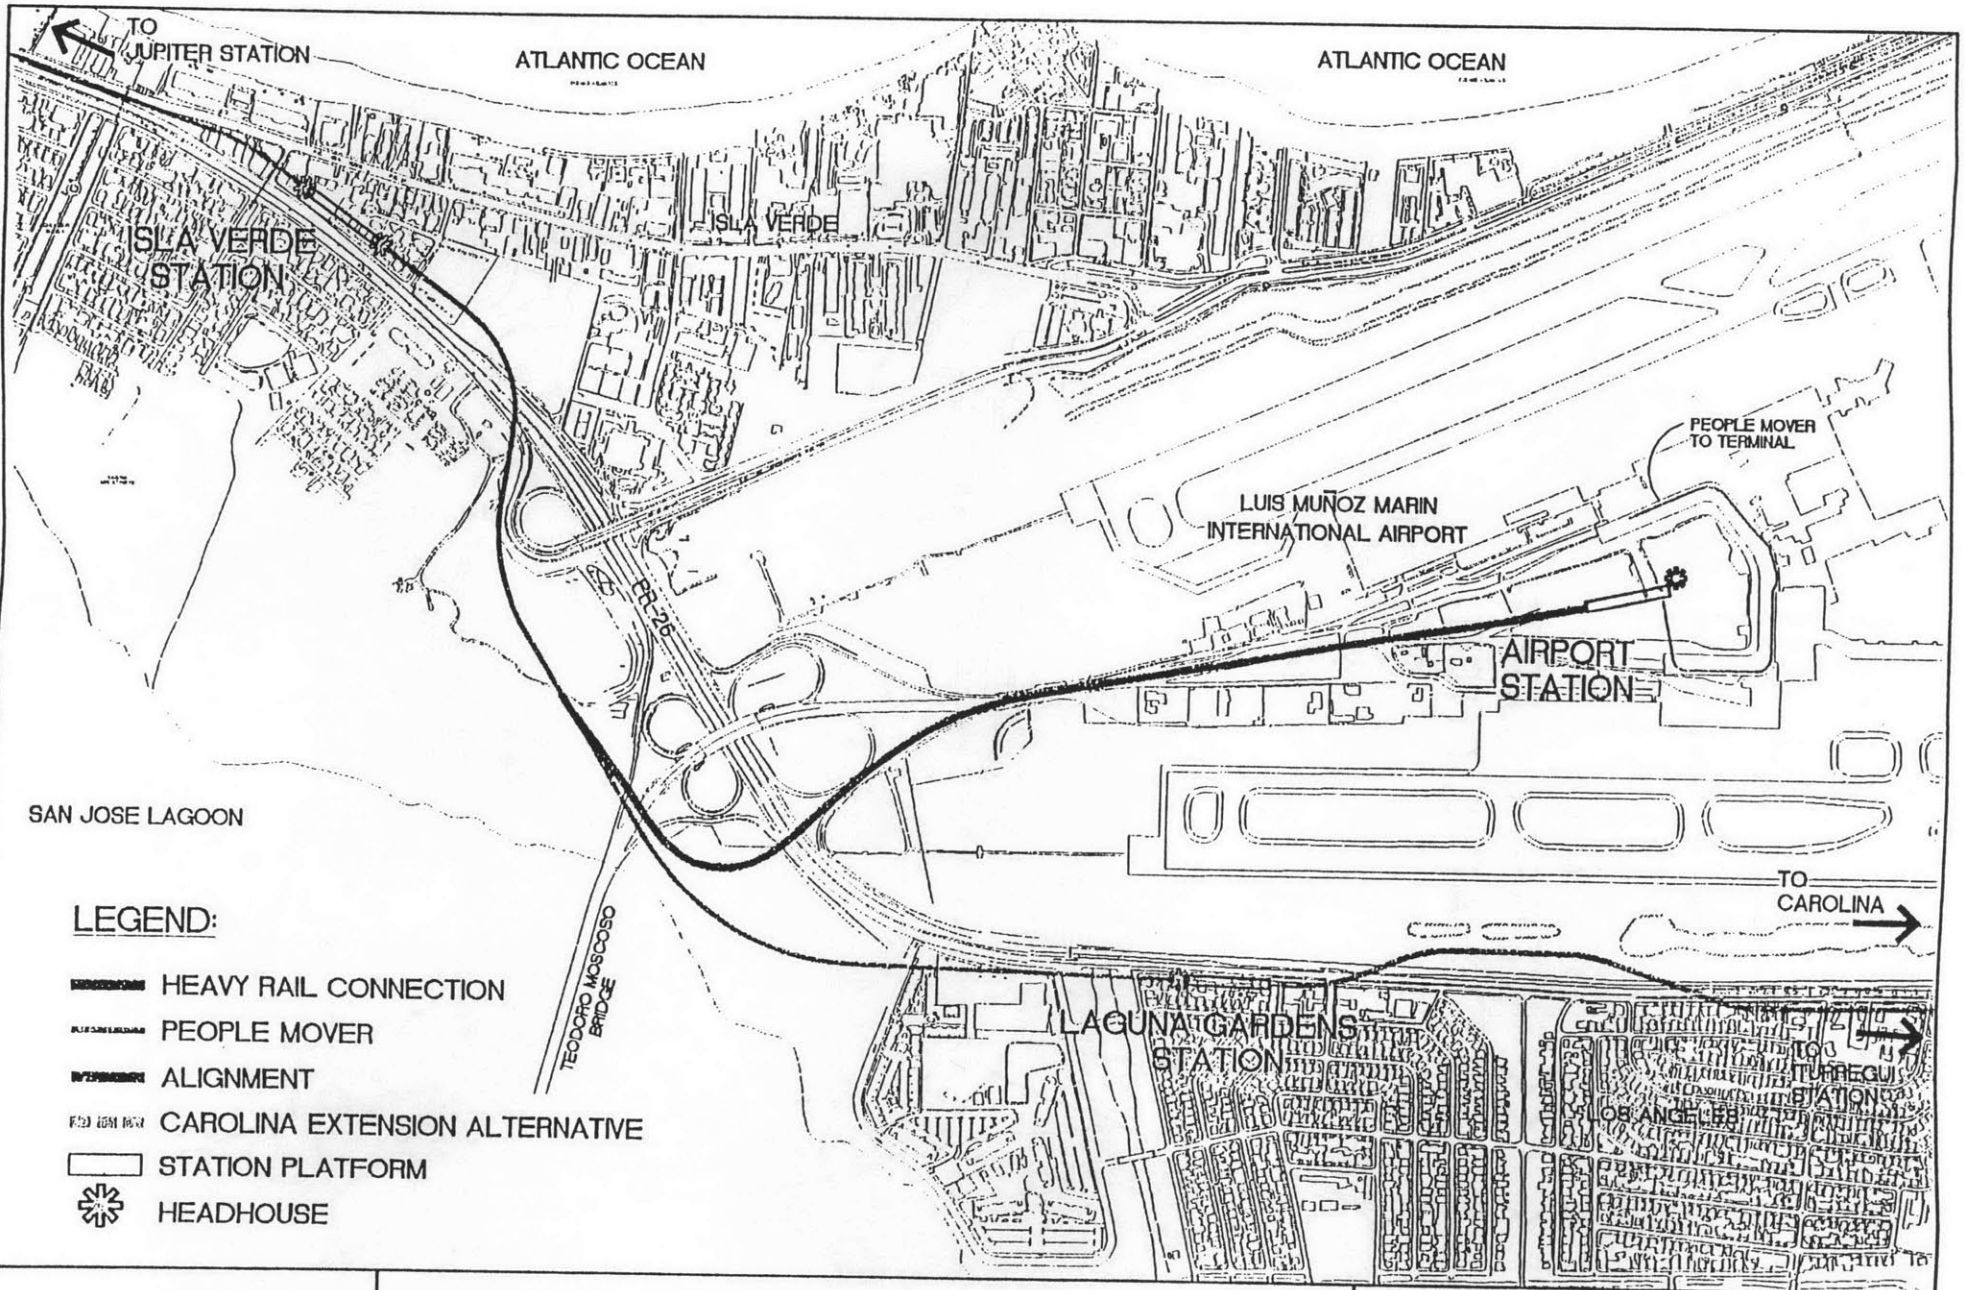 TO
JUPITER STATION
ATLANTIC OCEAN
ATLANTIC OCEAN
ISLA VERDE
STATION
ISLA VERDE
PEOPLE MOVER
TO TERMINAL
LUIS MUÑOZ MARIN
INTERNATIONAL AIRPORT
PR-26
AIRPORT
STATION
SAN JOSE LAGOON
TO
CAROLINA
TEODORO MOSCOSO
BRIDGE
LAGUNA GARDENS
STATION
TO
ITURREGUI
STATION
LOS ANGELES
LEGEND:
HEAVY RAIL CONNECTION
PEOPLE MOVER
ALIGNMENT
CAROLINA EXTENSION ALTERNATIVE
STATION PLATFORM
HEADHOUSE